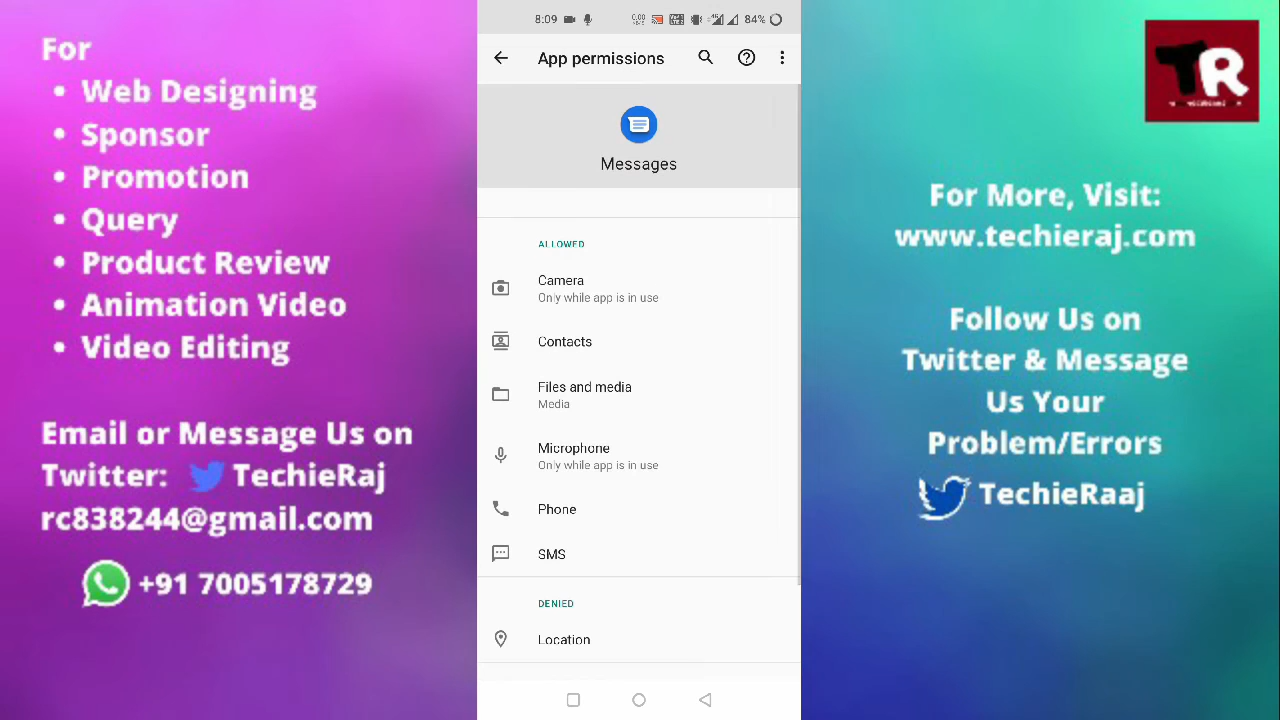 For
• Web Designing
• Sponsor
• Promotion
• Query
• Product Review
• Animation Video
• Video Editing
Email or Message Us on
Twitter: TechieRaj
rc838244@gmail.com
+91 7005178729
8:09
84%
App permissions
Messages
ALLOWED
Camera
Only while app is in use
Contacts
Files and media
Media
Microphone
Only while app is in use
Phone
SMS
DENIED
Location
TR
For More, Visit:
www.techieraj.com
Follow Us on
Twitter & Message
Us Your
Problem/Errors
TechieRaaj